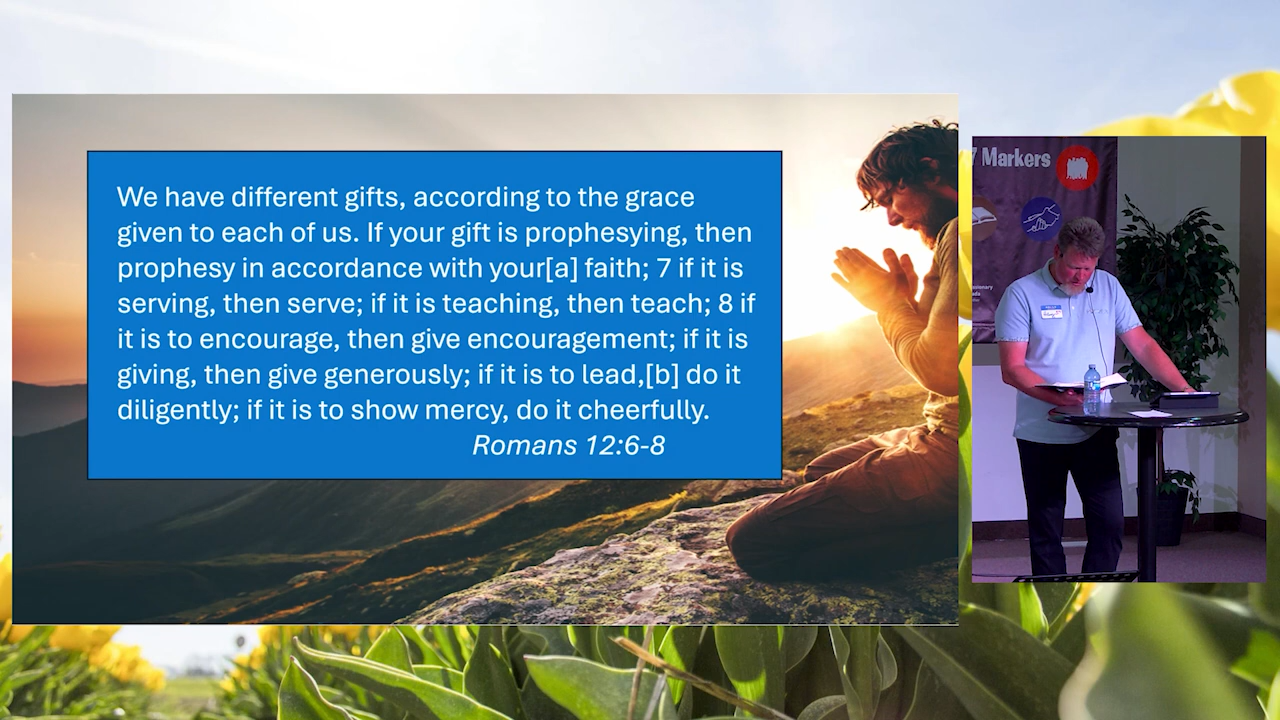 We have different gifts, according to the grace
given to each of us. If your gift is prophesying, then
prophesy in accordance with your[a] faith; 7 if it is
serving, then serve; if it is teaching, then teach; 8 if
it is to encourage, then give encouragement; if it is
giving, then give generously; if it is to lead,[b] do it
diligently; if it is to show mercy, do it cheerfully.
Romans 12:6-8
7 Markers